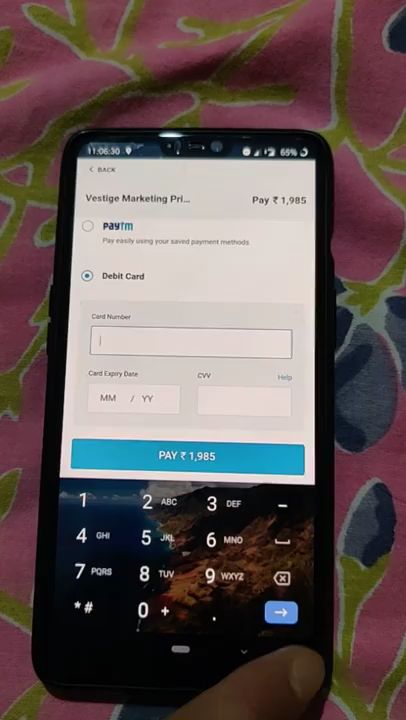 11:06:30 65%
BACK
Vestige Marketing Pri... Pay ₹ 1,985
paytm
Pay easily using your saved payment methods
Debit Card
Card Number
Card Expiry Date CVV Help
MM / YY
PAY ₹ 1,985
1 2 ABC 3 DEF –
4 GHI 5 JKL 6 MNO
7 PQRS 8 TUV 9 WXYZ
*# 0 + .